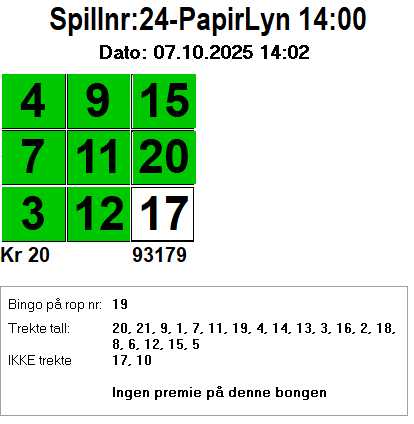 Spillnr:24-PapirLyn 14:00
Dato: 07.10.2025 14:02
4 9 15
7 11 20
3 12 17
Kr 20 93179
Bingo på rop nr: 19
Trekte tall: 20, 21, 9, 1, 7, 11, 19, 4, 14, 13, 3, 16, 2, 18,
8, 6, 12, 15, 5
IKKE trekte 17, 10
Ingen premie på denne bongen